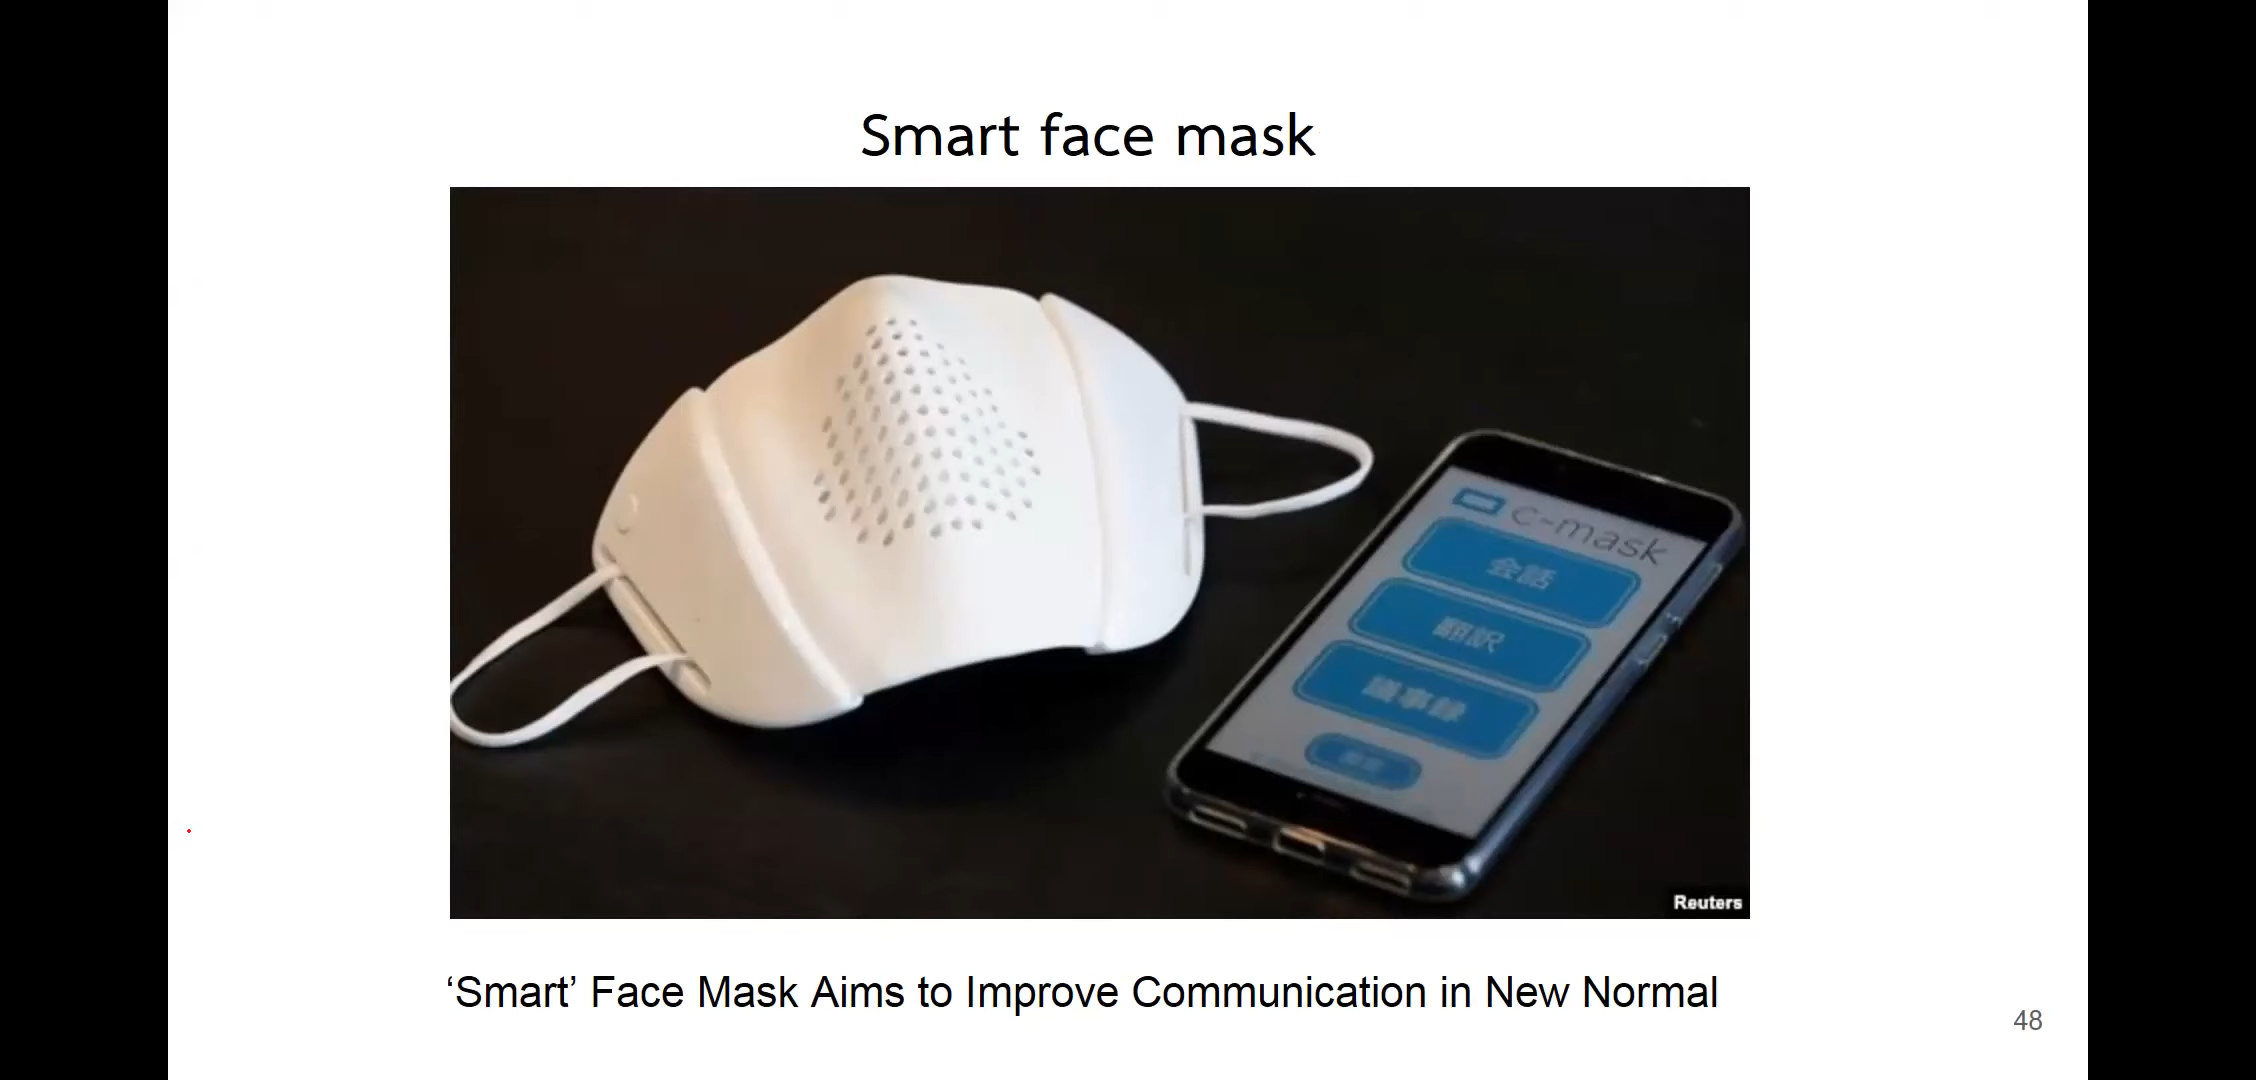 Smart face mask
c-mask
会話
翻訳
議事録
Reuters
‘Smart’ Face Mask Aims to Improve Communication in New Normal
48